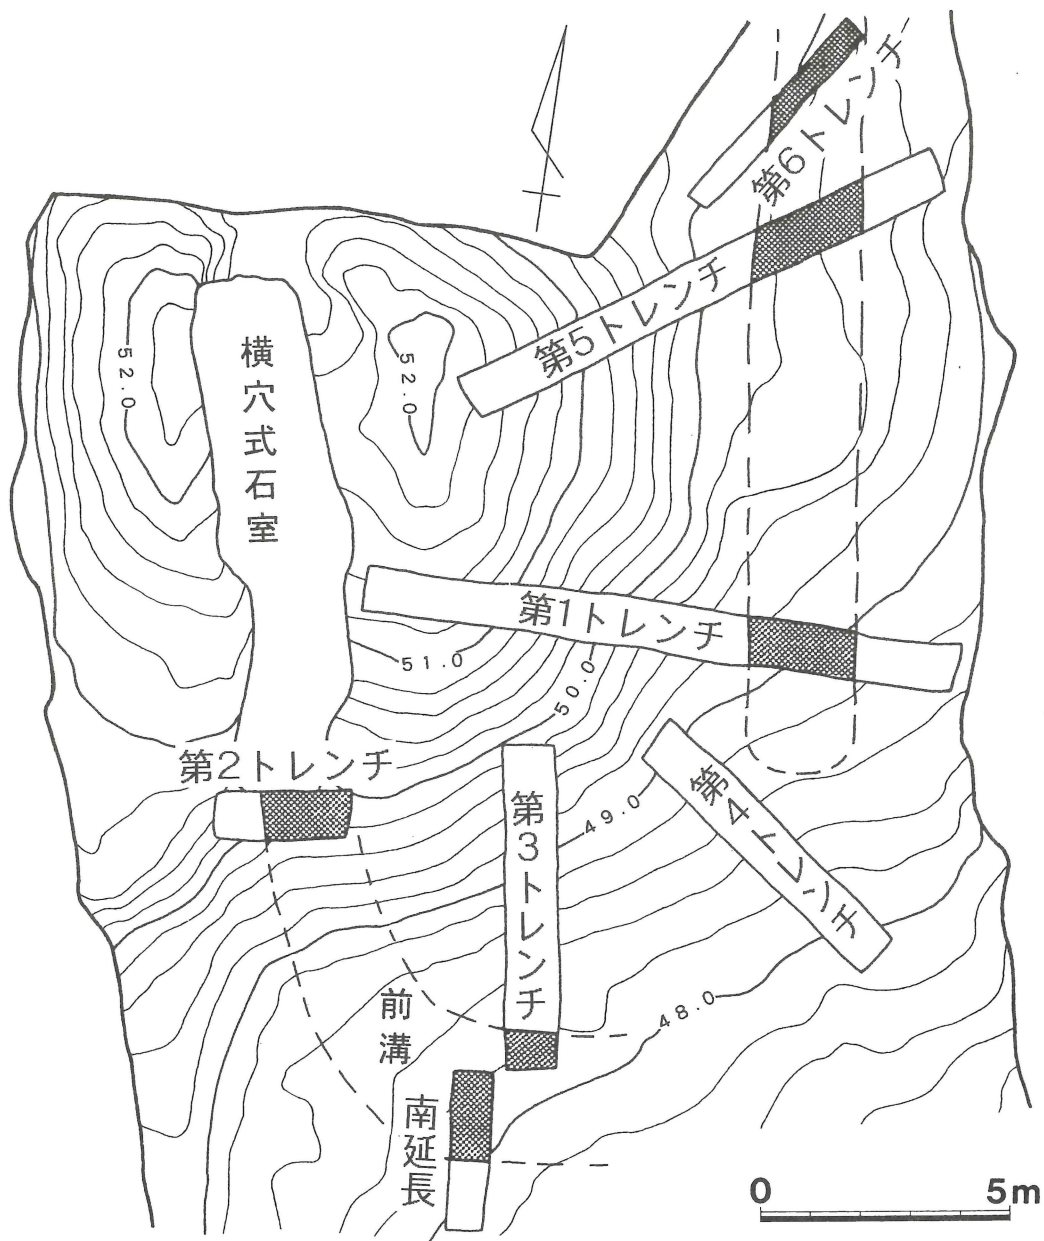 第6トレンチ
第5トレンチ
52.0
52.0
横穴式石室
第1トレンチ
51.0
50.0
第2トレンチ
第3トレンチ
49.0
第4トレンチ
前溝
48.0
南延長
0 5m